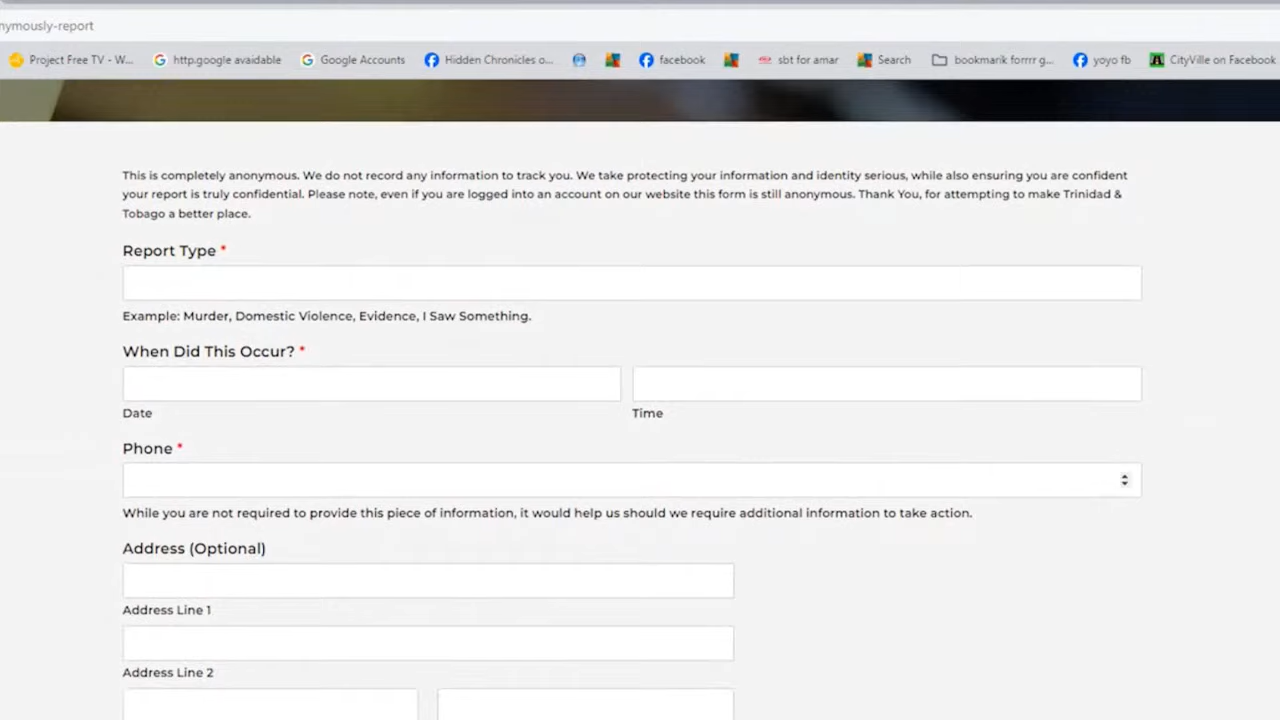 nymously-report
Project Free TV - W... http.google avaidable Google Accounts Hidden Chronicles o... facebook sbt for amar Search bookmarik forrrr g... yoyo fb CityVille on Facebook
This is completely anonymous. We do not record any information to track you. We take protecting your information and identity serious, while also ensuring you are confident
your report is truly confidential. Please note, even if you are logged into an account on our website this form is still anonymous. Thank You, for attempting to make Trinidad &
Tobago a better place.
Report Type *
Example: Murder, Domestic Violence, Evidence, I Saw Something.
When Did This Occur? *
Date Time
Phone *
While you are not required to provide this piece of information, it would help us should we require additional information to take action.
Address (Optional)
Address Line 1
Address Line 2